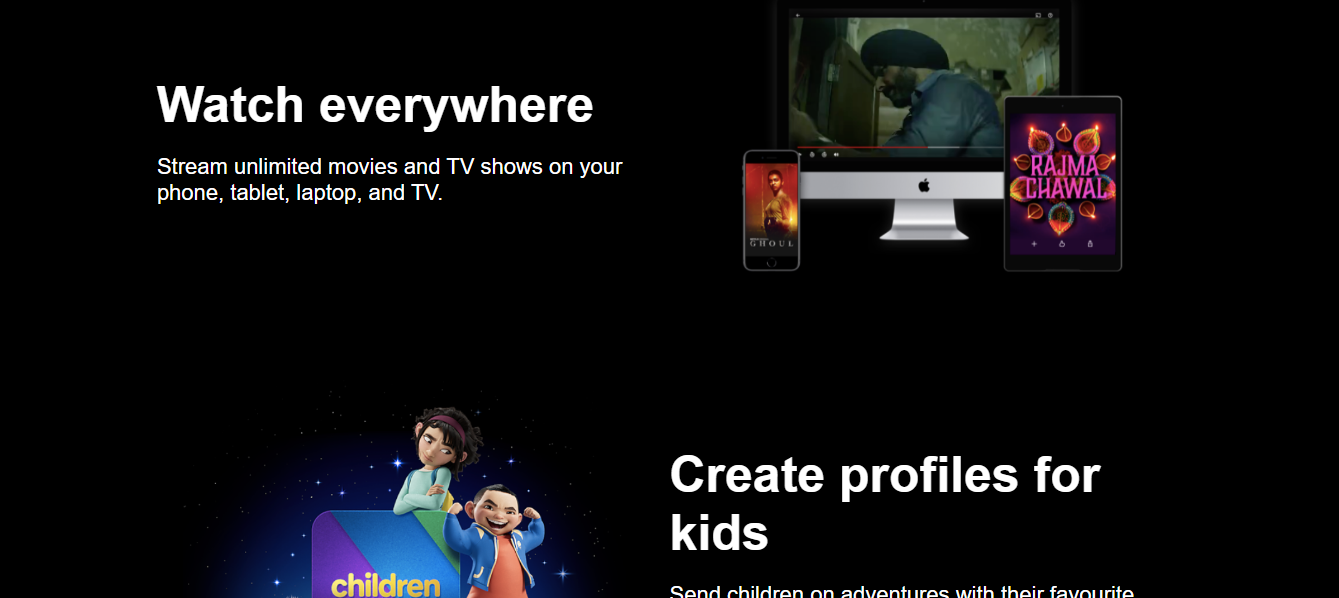 Watch everywhere
Stream unlimited movies and TV shows on your
phone, tablet, laptop, and TV.
GHOUL
RAJMA
CHAWAL
Create profiles for
kids
children
Send children on adventures with their favourite